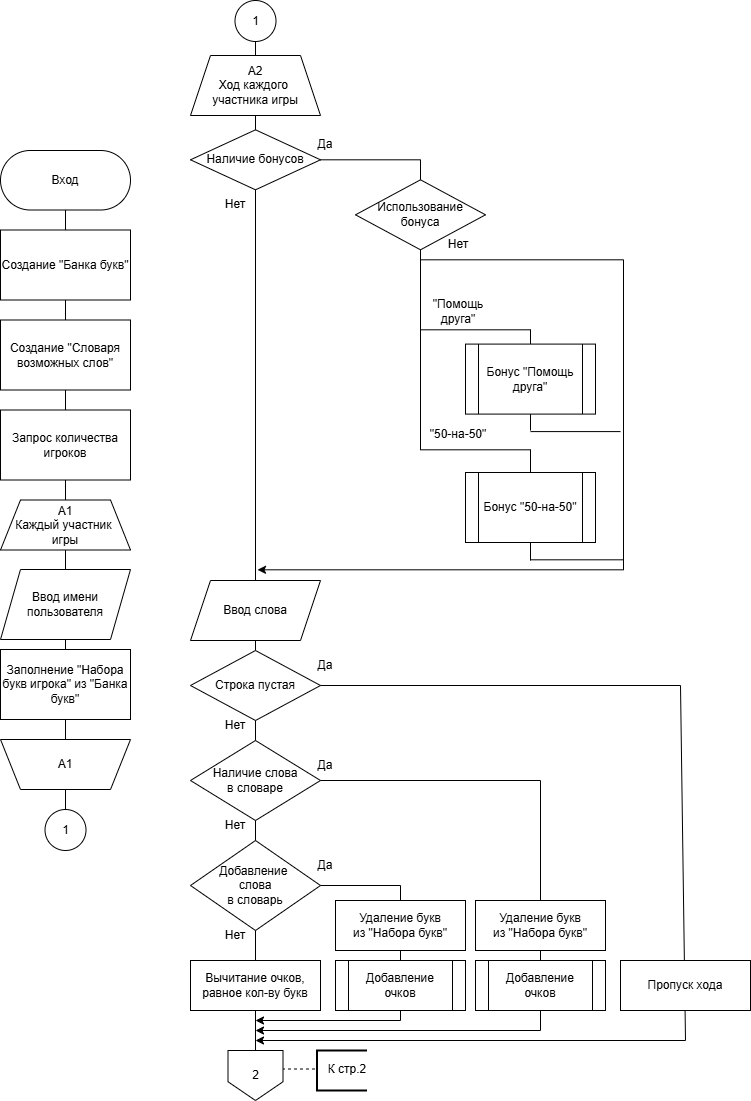 Вход
Создание "Банка букв"
Создание "Словаря
возможных слов"
Запрос количества
игроков
А1
Каждый участник
игры
Ввод имени
пользователя
Заполнение "Набора
букв игрока" из "Банка
букв"
А1
1
1
А2
Ход каждого
участника игры
Наличие бонусов
Да
Нет
Использование
бонуса
Нет
"Помощь
друга"
Бонус "Помощь
друга"
"50-на-50"
Бонус "50-на-50"
Ввод слова
Строка пустая
Да
Нет
Наличие слова
в словаре
Да
Нет
Добавление
слова
в словарь
Да
Нет
Удаление букв
из "Набора букв"
Удаление букв
из "Набора букв"
Вычитание очков,
равное кол-ву букв
Добавление
очков
Добавление
очков
Пропуск хода
2
К стр.2